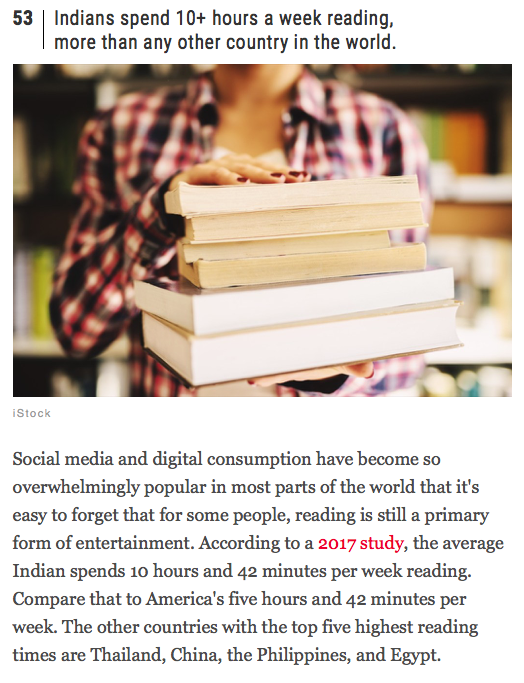 53 Indians spend 10+ hours a week reading,
more than any other country in the world.
iStock
Social media and digital consumption have become so
overwhelmingly popular in most parts of the world that it's
easy to forget that for some people, reading is still a primary
form of entertainment. According to a 2017 study, the average
Indian spends 10 hours and 42 minutes per week reading.
Compare that to America's five hours and 42 minutes per
week. The other countries with the top five highest reading
times are Thailand, China, the Philippines, and Egypt.